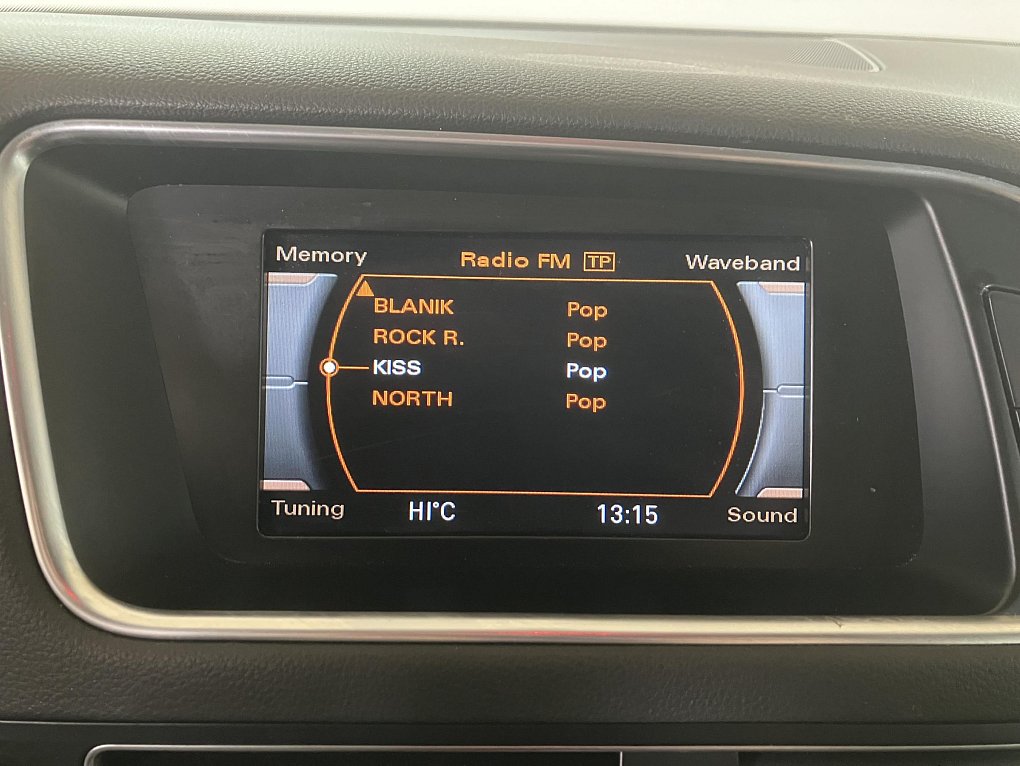 Memory Radio FM TP Waveband
BLANIK Pop
ROCK R. Pop
KISS Pop
NORTH Pop
Tuning HI°C 13:15 Sound